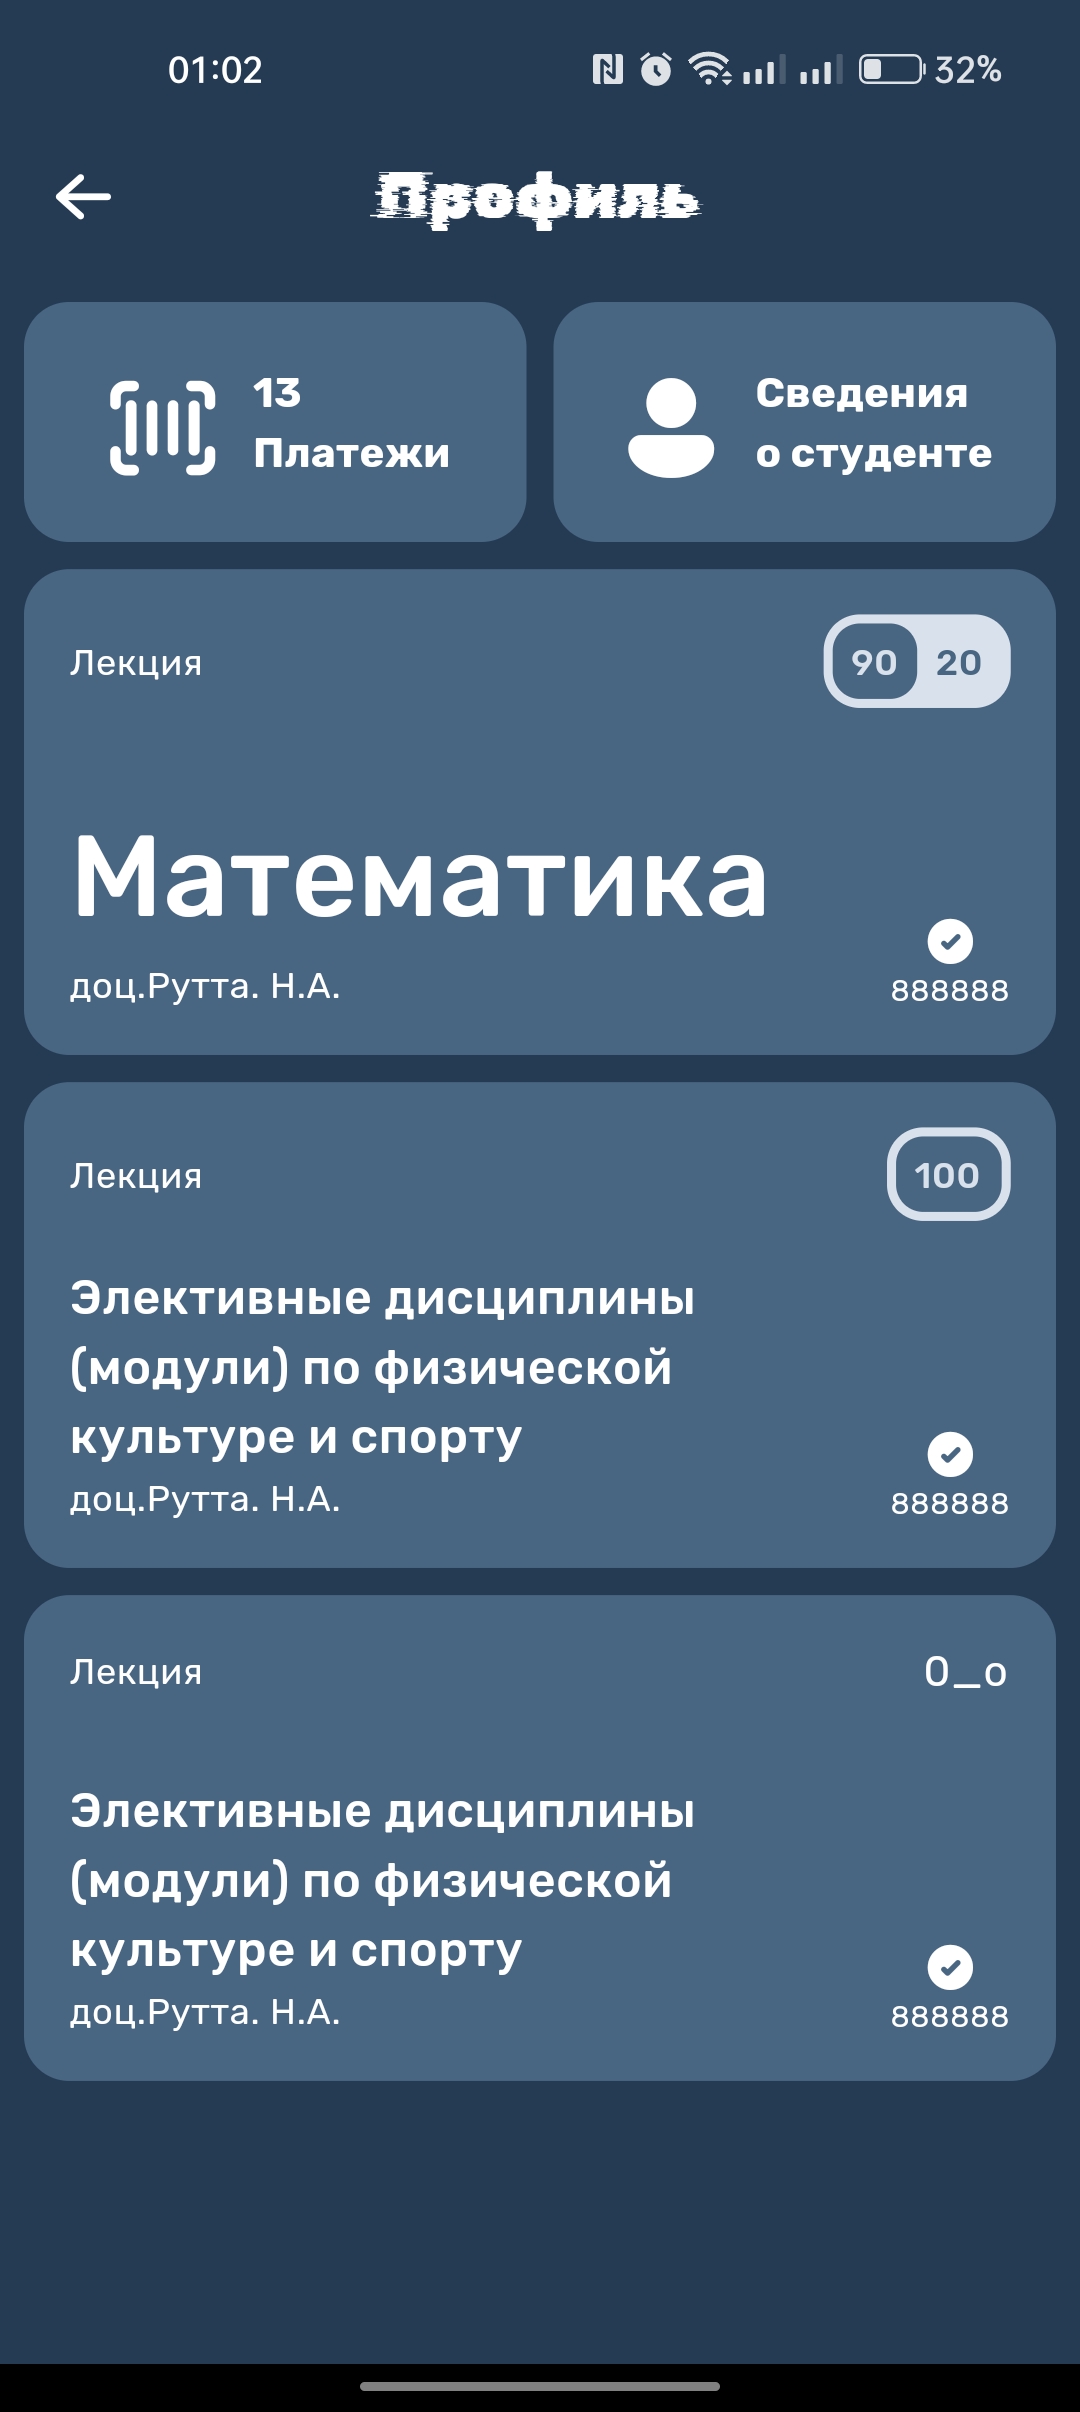 01:02 32%
Профиль
13
Платежи
Сведения
о студенте
Лекция 90 20
Математика
доц.Рутта. Н.А. 888888
Лекция 100
Элективные дисциплины
(модули) по физической
культуре и спорту
доц.Рутта. Н.А. 888888
Лекция 0_o
Элективные дисциплины
(модули) по физической
культуре и спорту
доц.Рутта. Н.А. 888888